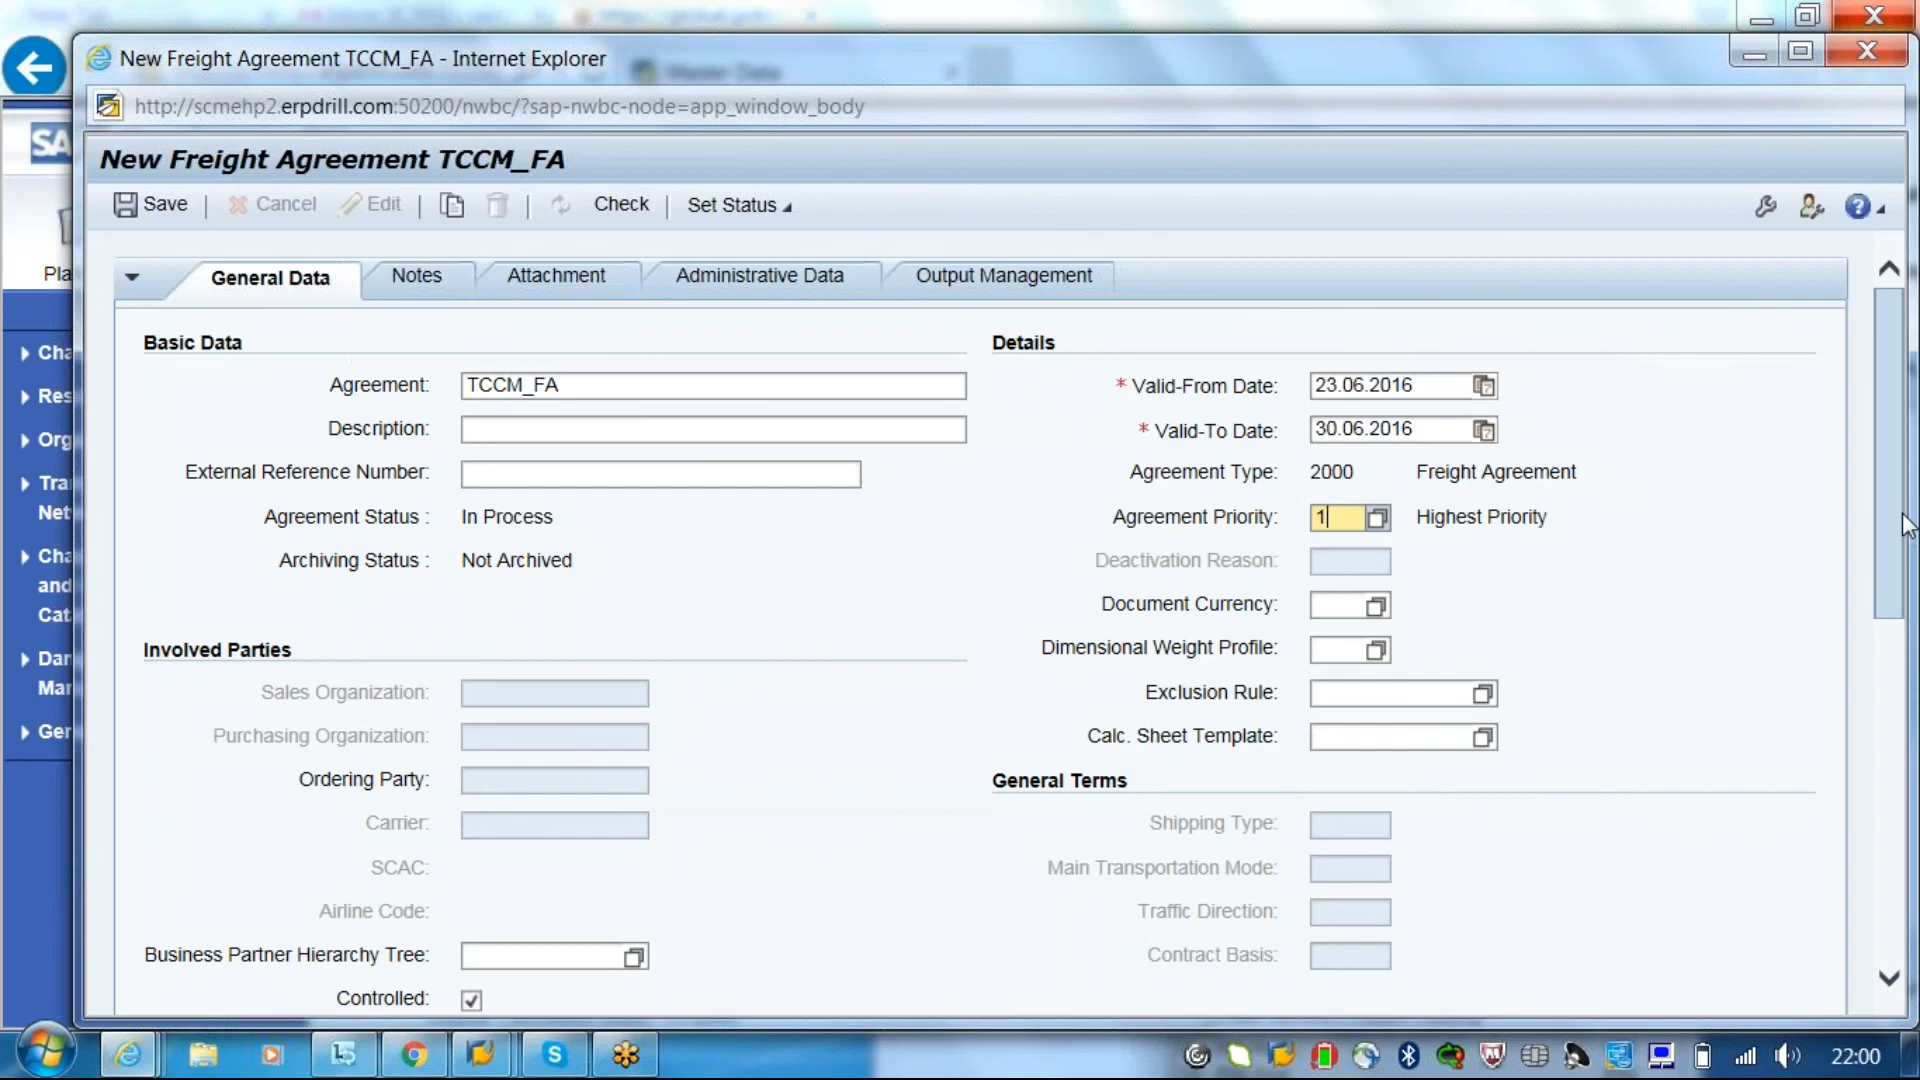 New Freight Agreement TCCM_FA - Internet Explorer
http://scmehp2.erpdrill.com:50200/nwbc/?sap-nwbc-node=app_window_body
SA
New Freight Agreement TCCM_FA
Save Cancel Edit Check Set Status
Pla
General Data Notes Attachment Administrative Data Output Management
Basic Data
Agreement: TCCM_FA
Description:
External Reference Number:
Agreement Status : In Process
Archiving Status : Not Archived
Involved Parties
Sales Organization:
Purchasing Organization:
Ordering Party:
Carrier:
SCAC:
Airline Code:
Business Partner Hierarchy Tree:
Controlled:
Details
* Valid-From Date: 23.06.2016
* Valid-To Date: 30.06.2016
Agreement Type: 2000 Freight Agreement
Agreement Priority: 1 Highest Priority
Deactivation Reason:
Document Currency:
Dimensional Weight Profile:
Exclusion Rule:
Calc. Sheet Template:
General Terms
Shipping Type:
Main Transportation Mode:
Traffic Direction:
Contract Basis:
Cha
Res
Org
Tra
Net
Cha
and
Cat
Dan
Mar
Ger
22:00